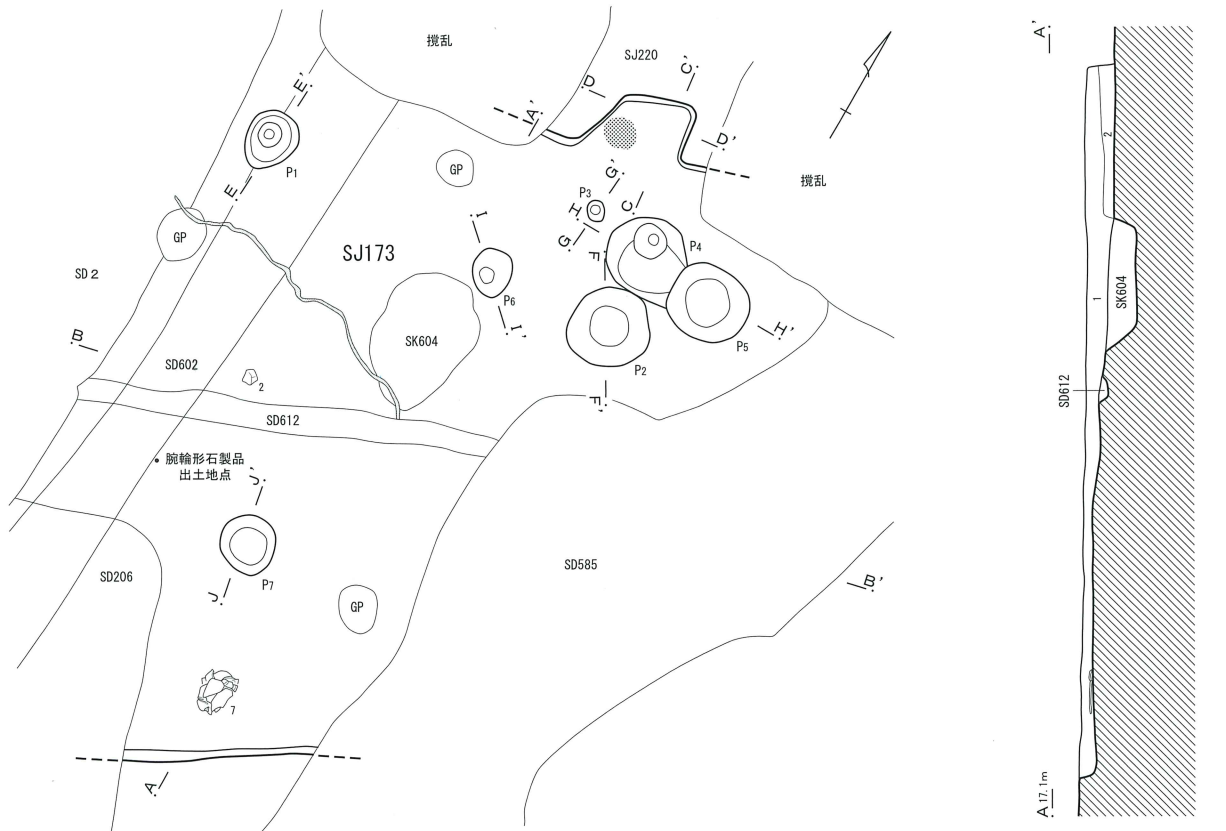 撹乱
SJ220
C'
D
A'
E'
D'
P1
GP
G'
撹乱
P3
C
H
E
I
G
P4
F
GP
SJ173
SD2
P6
SK604
I'
H'
P5
B
P2
SD602
2
F'
SD612
腕輪形石製品
出土地点
J'
SD206
SD585
P7
J
B'
GP
7
A
A'
2
1
SK604
SD612
A 17.1m